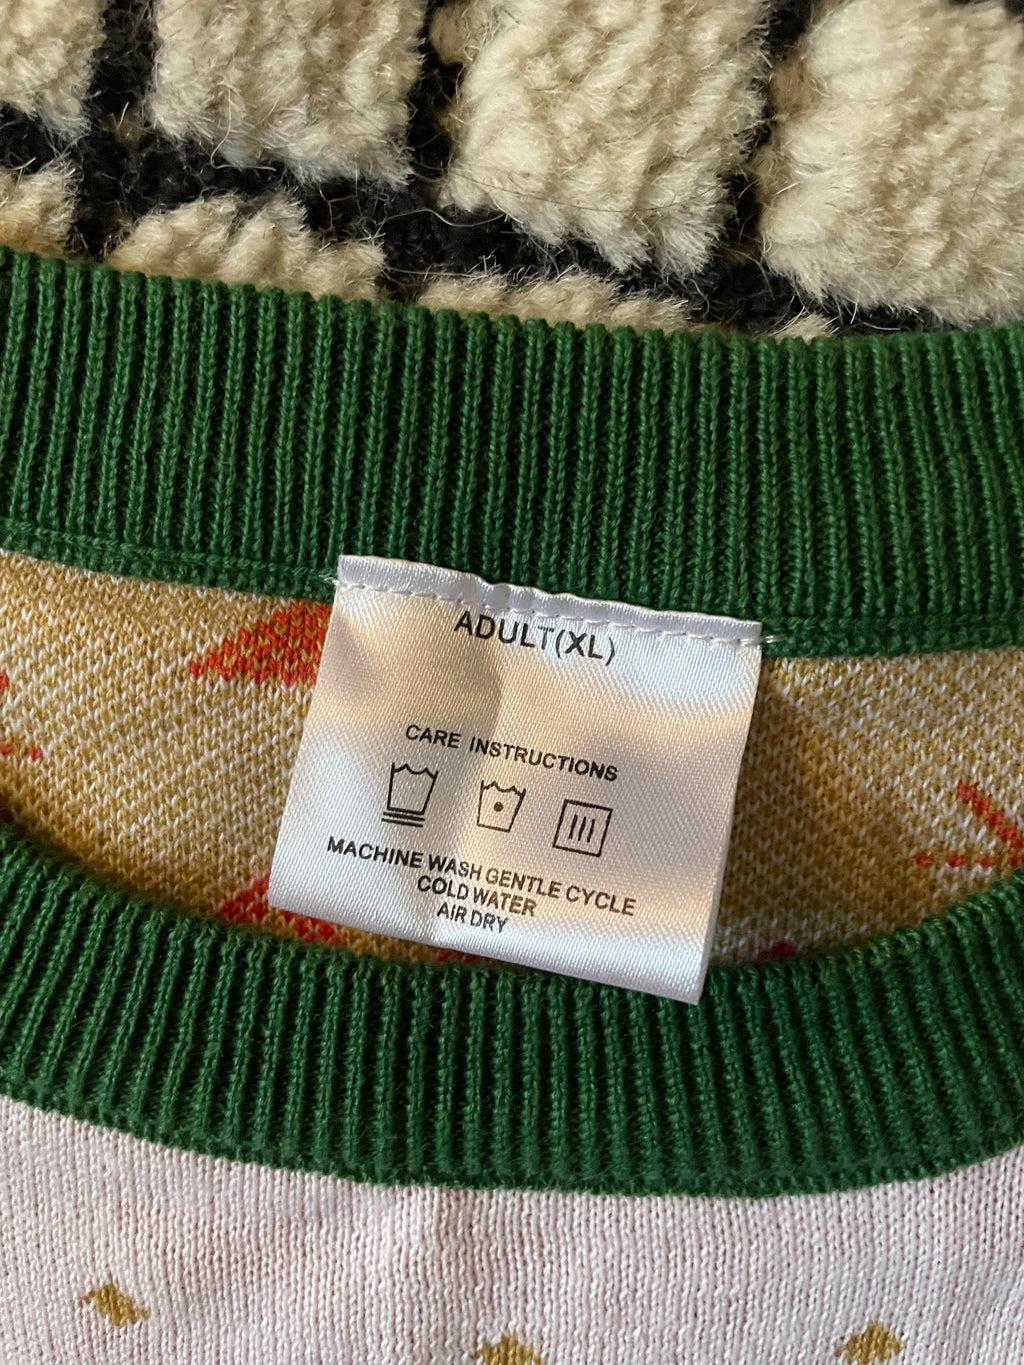 ADULT(XL)
CARE INSTRUCTIONS
MACHINE WASH GENTLE CYCLE
COLD WATER
AIR DRY